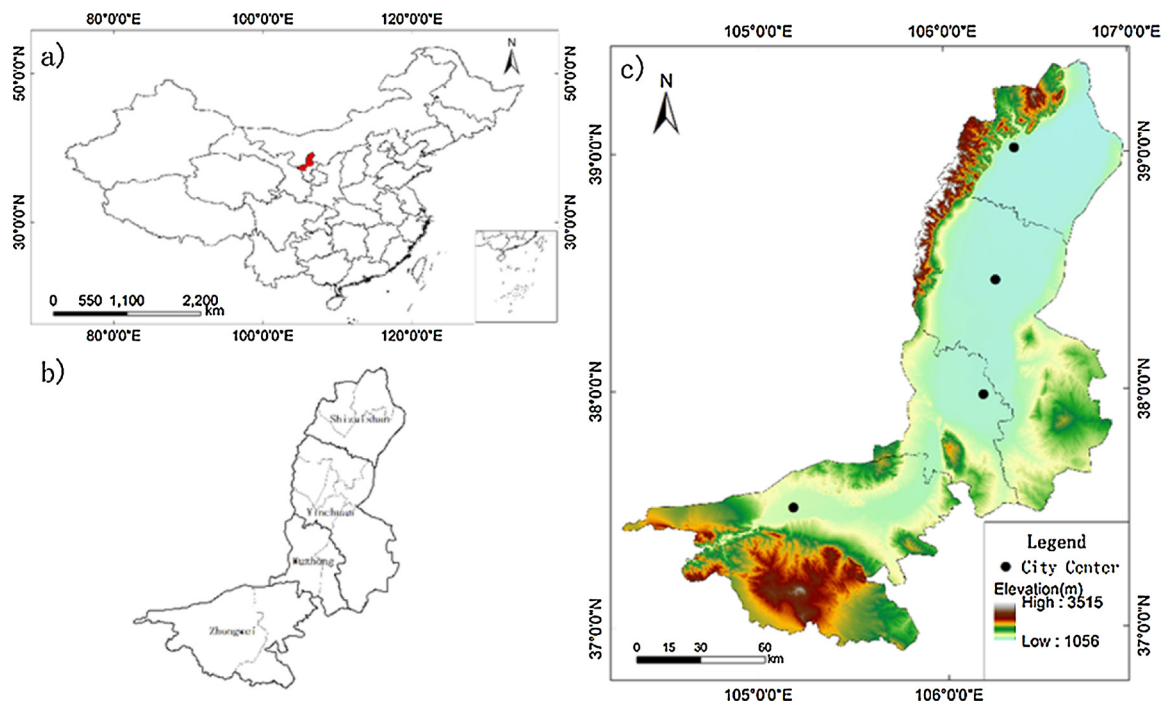 80°0'0"E 100°0'0"E 120°0'0"E
a)
N
50°0'0"N
50°0'0"N
30°0'0"N
30°0'0"N
0 550 1,100 2,200
km
80°0'0"E 100°0'0"E 120°0'0"E
b)
Shizuishan
Yinchuan
Wuzhong
Zhongwei
105°0'0"E 106°0'0"E 107°0'0"E
c)
N
39°0'0"N
39°0'0"N
38°0'0"N
38°0'0"N
37°0'0"N
37°0'0"N
Legend
City Center
Elevation(m)
High : 3515
Low : 1056
0 15 30 60
km
105°0'0"E 106°0'0"E